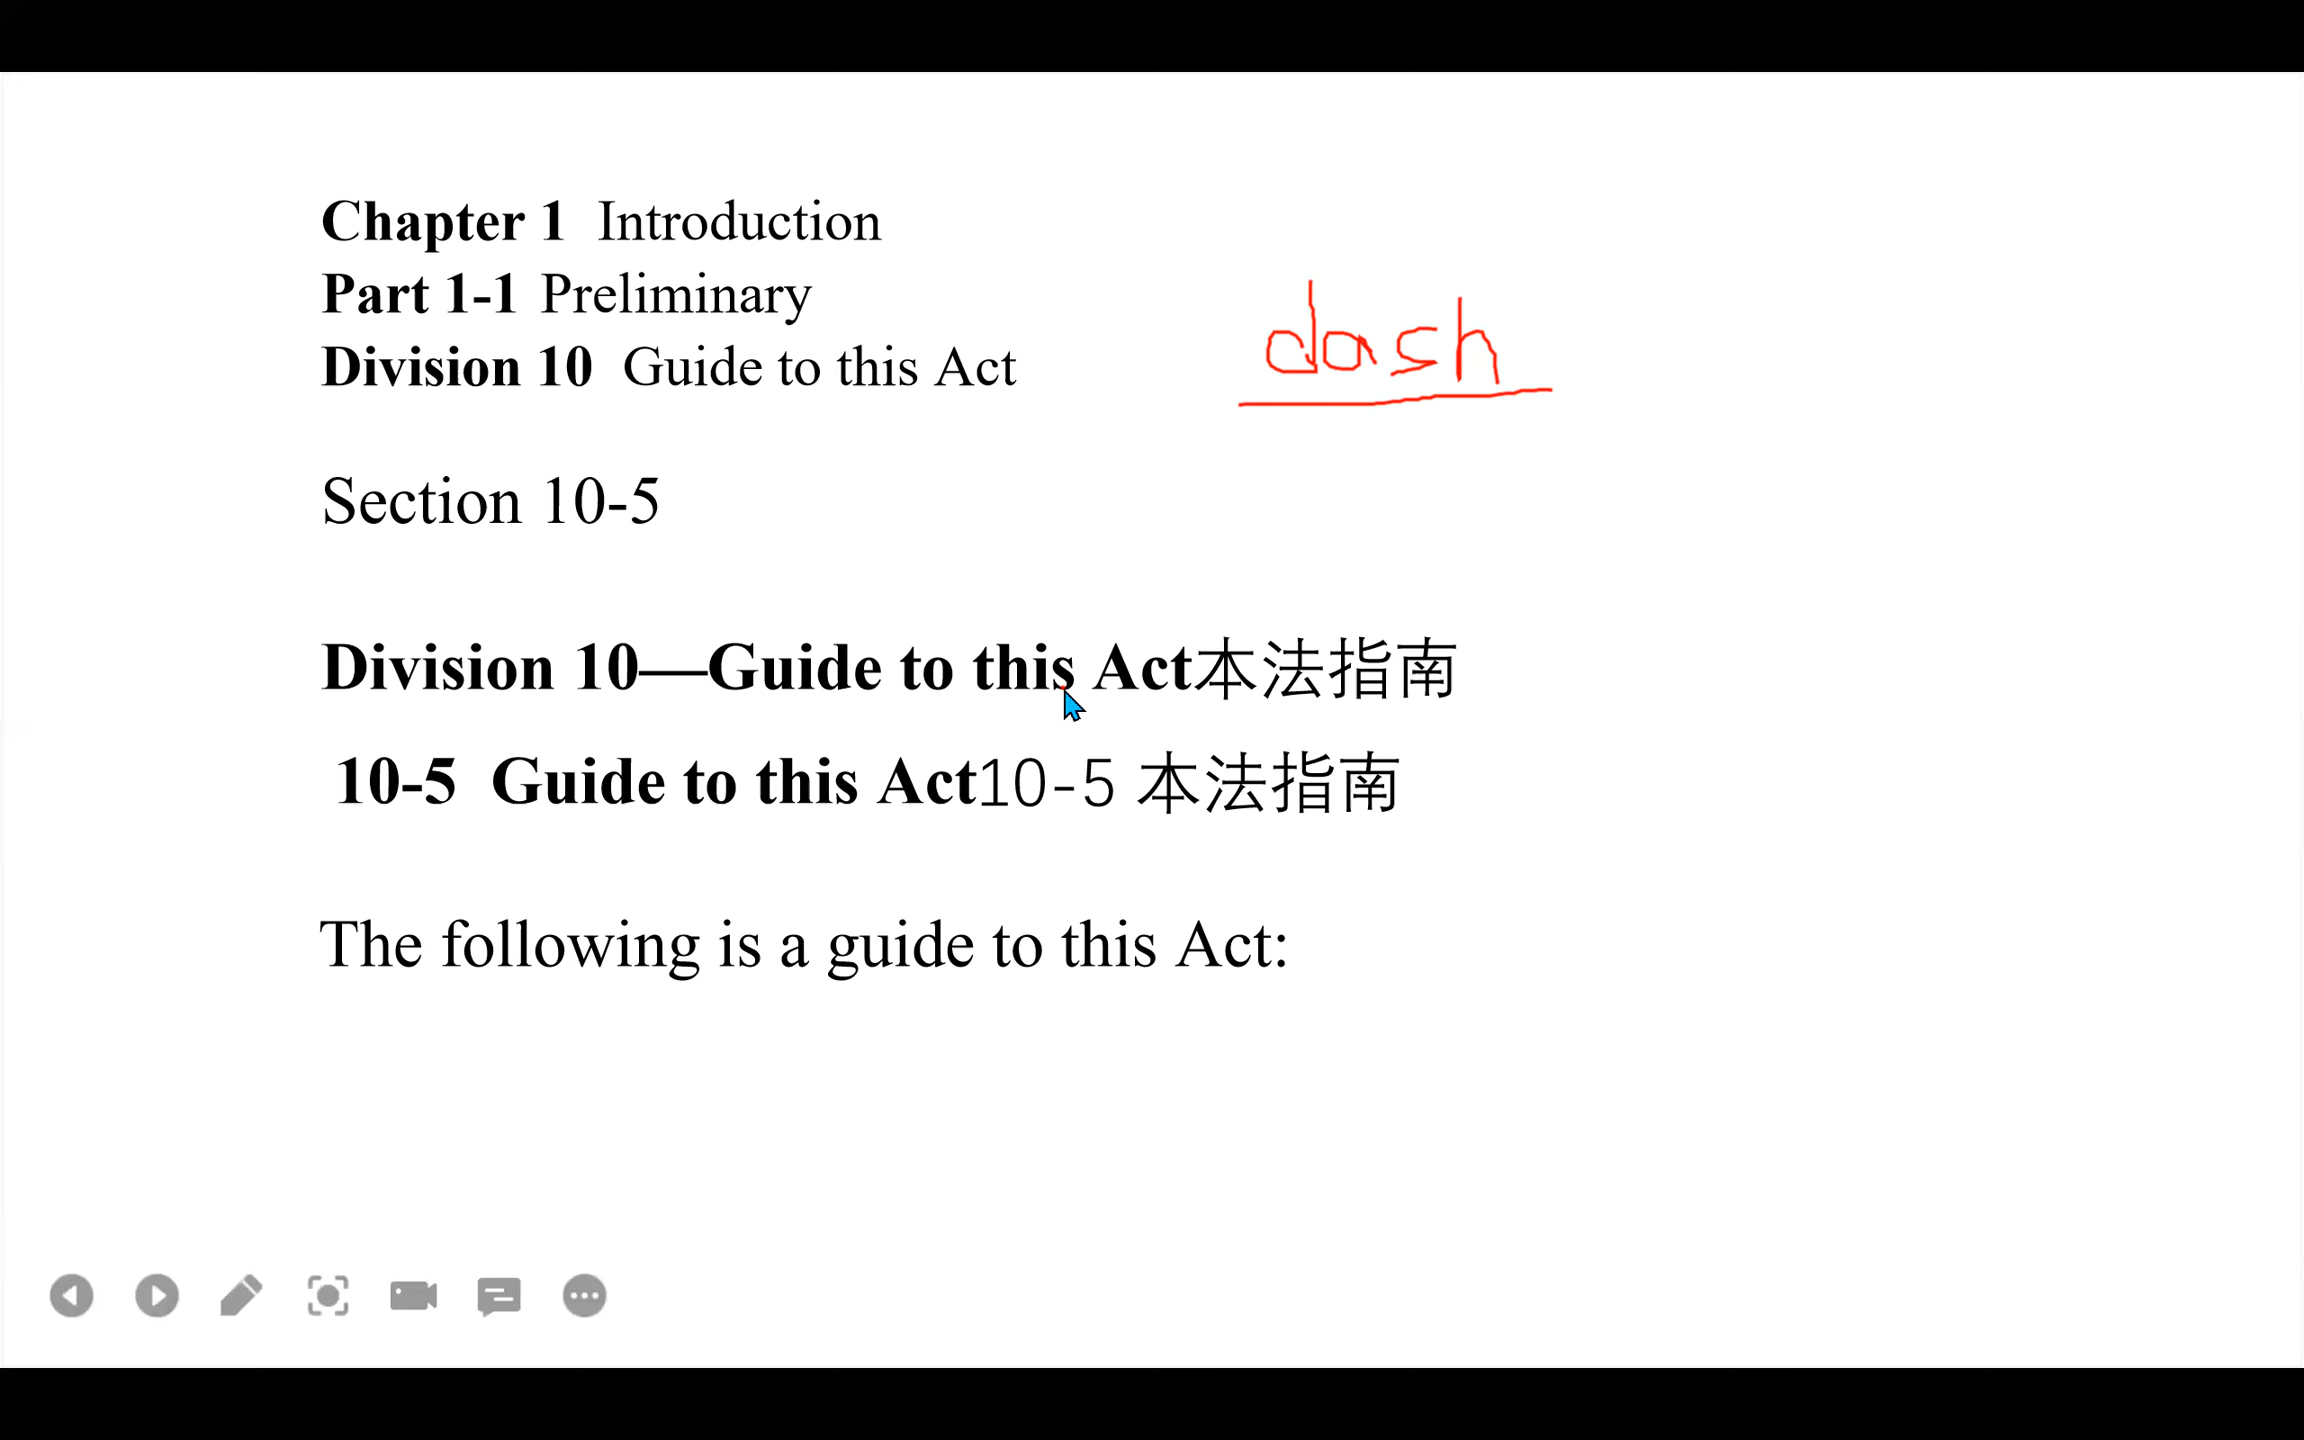 Chapter 1 Introduction
Part 1-1 Preliminary
Division 10 Guide to this Act
dash
Section 10-5
Division 10—Guide to this Act本法指南
10-5 Guide to this Act10-5 本法指南
The following is a guide to this Act: